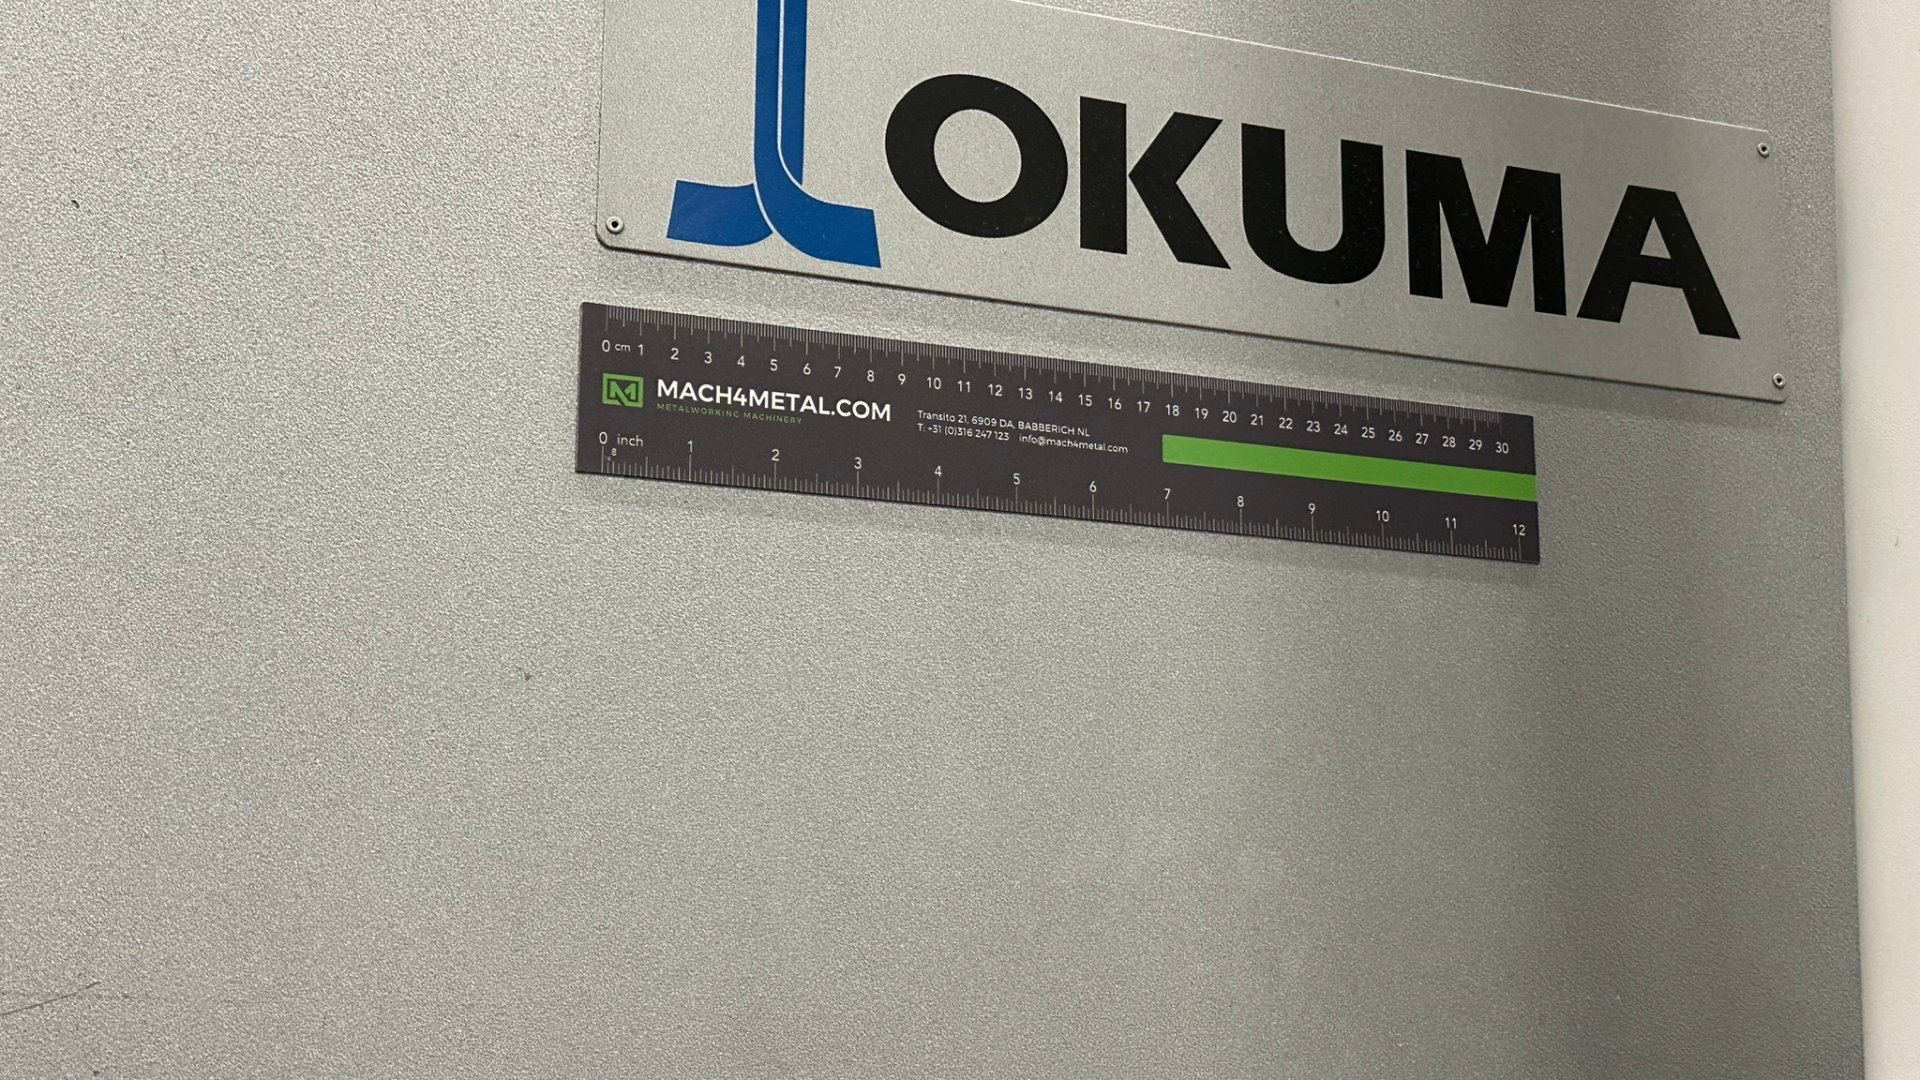 OKUMA
0 cm 1 2 3 4 5 6 7 8 9 10 11 12 13 14 15 16 17 18 19 20 21 22 23 24 25 26 27 28 29 30
MACH4METAL.COM
METALWORKING MACHINERY
Transito 21, 6909 DA, BABBERICH NL
T: +31 (0)316 247 123 info@mach4metal.com
0 inch 1 2 3 4 5 6 7 8 9 10 11 12
8